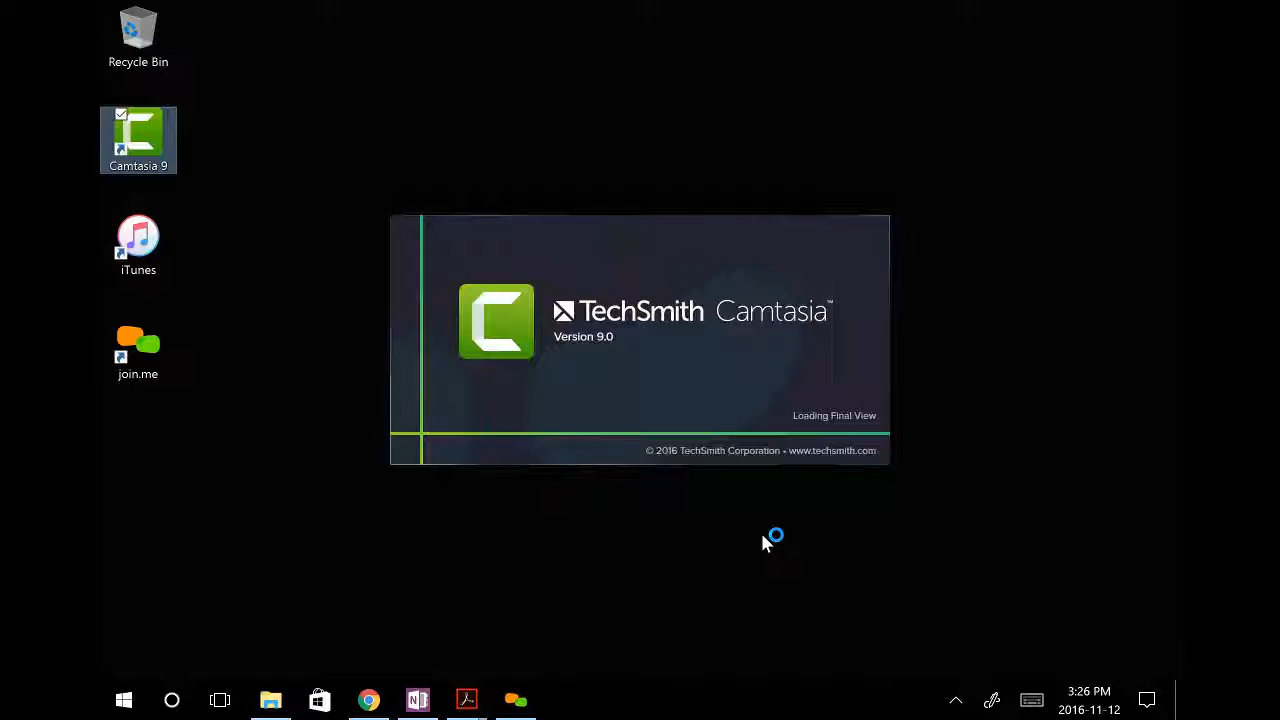 Recycle Bin
Camtasia 9
iTunes
join.me
TechSmith Camtasia™
Version 9.0
Loading Final View
© 2016 TechSmith Corporation • www.techsmith.com
3:26 PM
2016-11-12